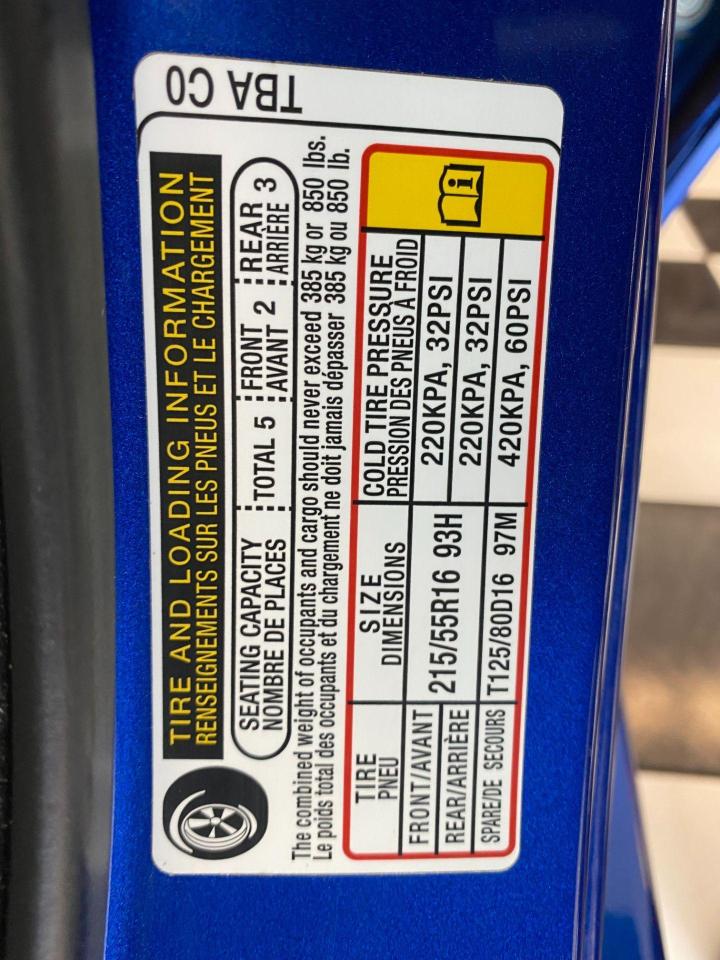 TIRE AND LOADING INFORMATION
RENSEIGNEMENTS SUR LES PNEUS ET LE CHARGEMENT
SEATING CAPACITY
NOMBRE DE PLACES
TOTAL 5
FRONT
AVANT 2
REAR
ARRIÈRE 3
The combined weight of occupants and cargo should never exceed 385 kg or 850 lbs.
Le poids total des occupants et du chargement ne doit jamais dépasser 385 kg ou 850 lb.
TIRE
PNEU
SIZE
DIMENSIONS
COLD TIRE PRESSURE
PRESSION DES PNEUS À FROID
FRONT/AVANT
215/55R16 93H
220KPA, 32PSI
REAR/ARRIÈRE
220KPA, 32PSI
SPARE/DE SECOURS
T125/80D16 97M
420KPA, 60PSI
i
TBA C0